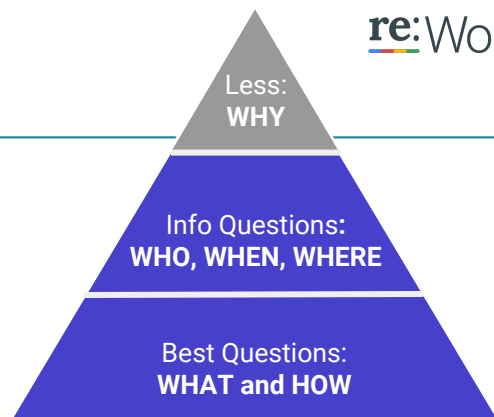 re:Wo
Less:
WHY
Info Questions:
WHO, WHEN, WHERE
Best Questions:
WHAT and HOW